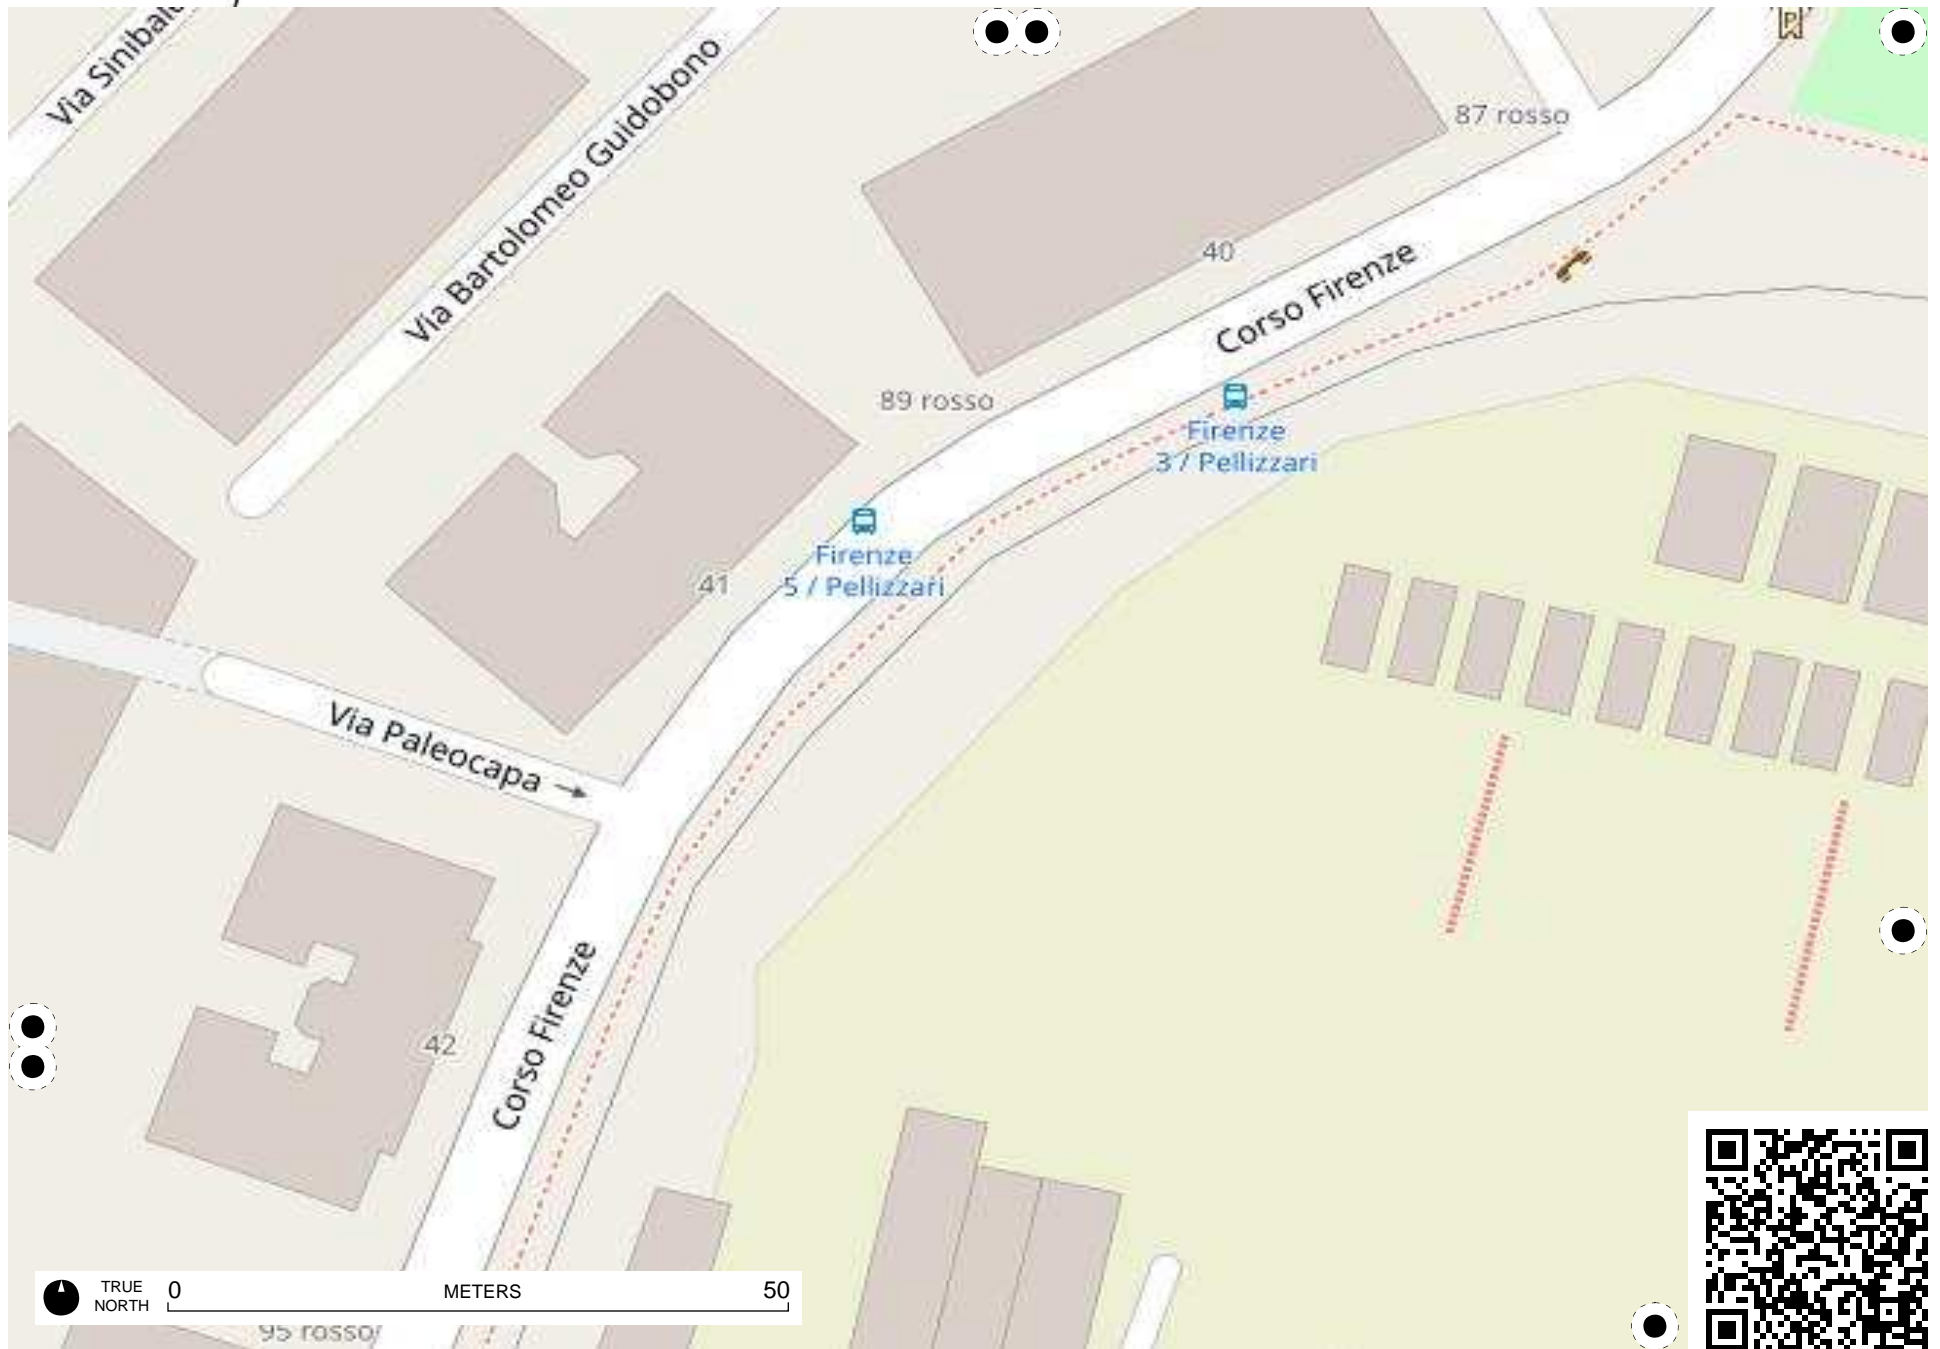 Via Bartolomeo Guidobono
87 rosso
40
Corso Firenze
89 rosso
Firenze
3 / Pellizzari
Firenze
5 / Pellizzari
41
Via Paleocapa
Corso Firenze
42
TRUE
NORTH
0
METERS
50
95 rosso
P